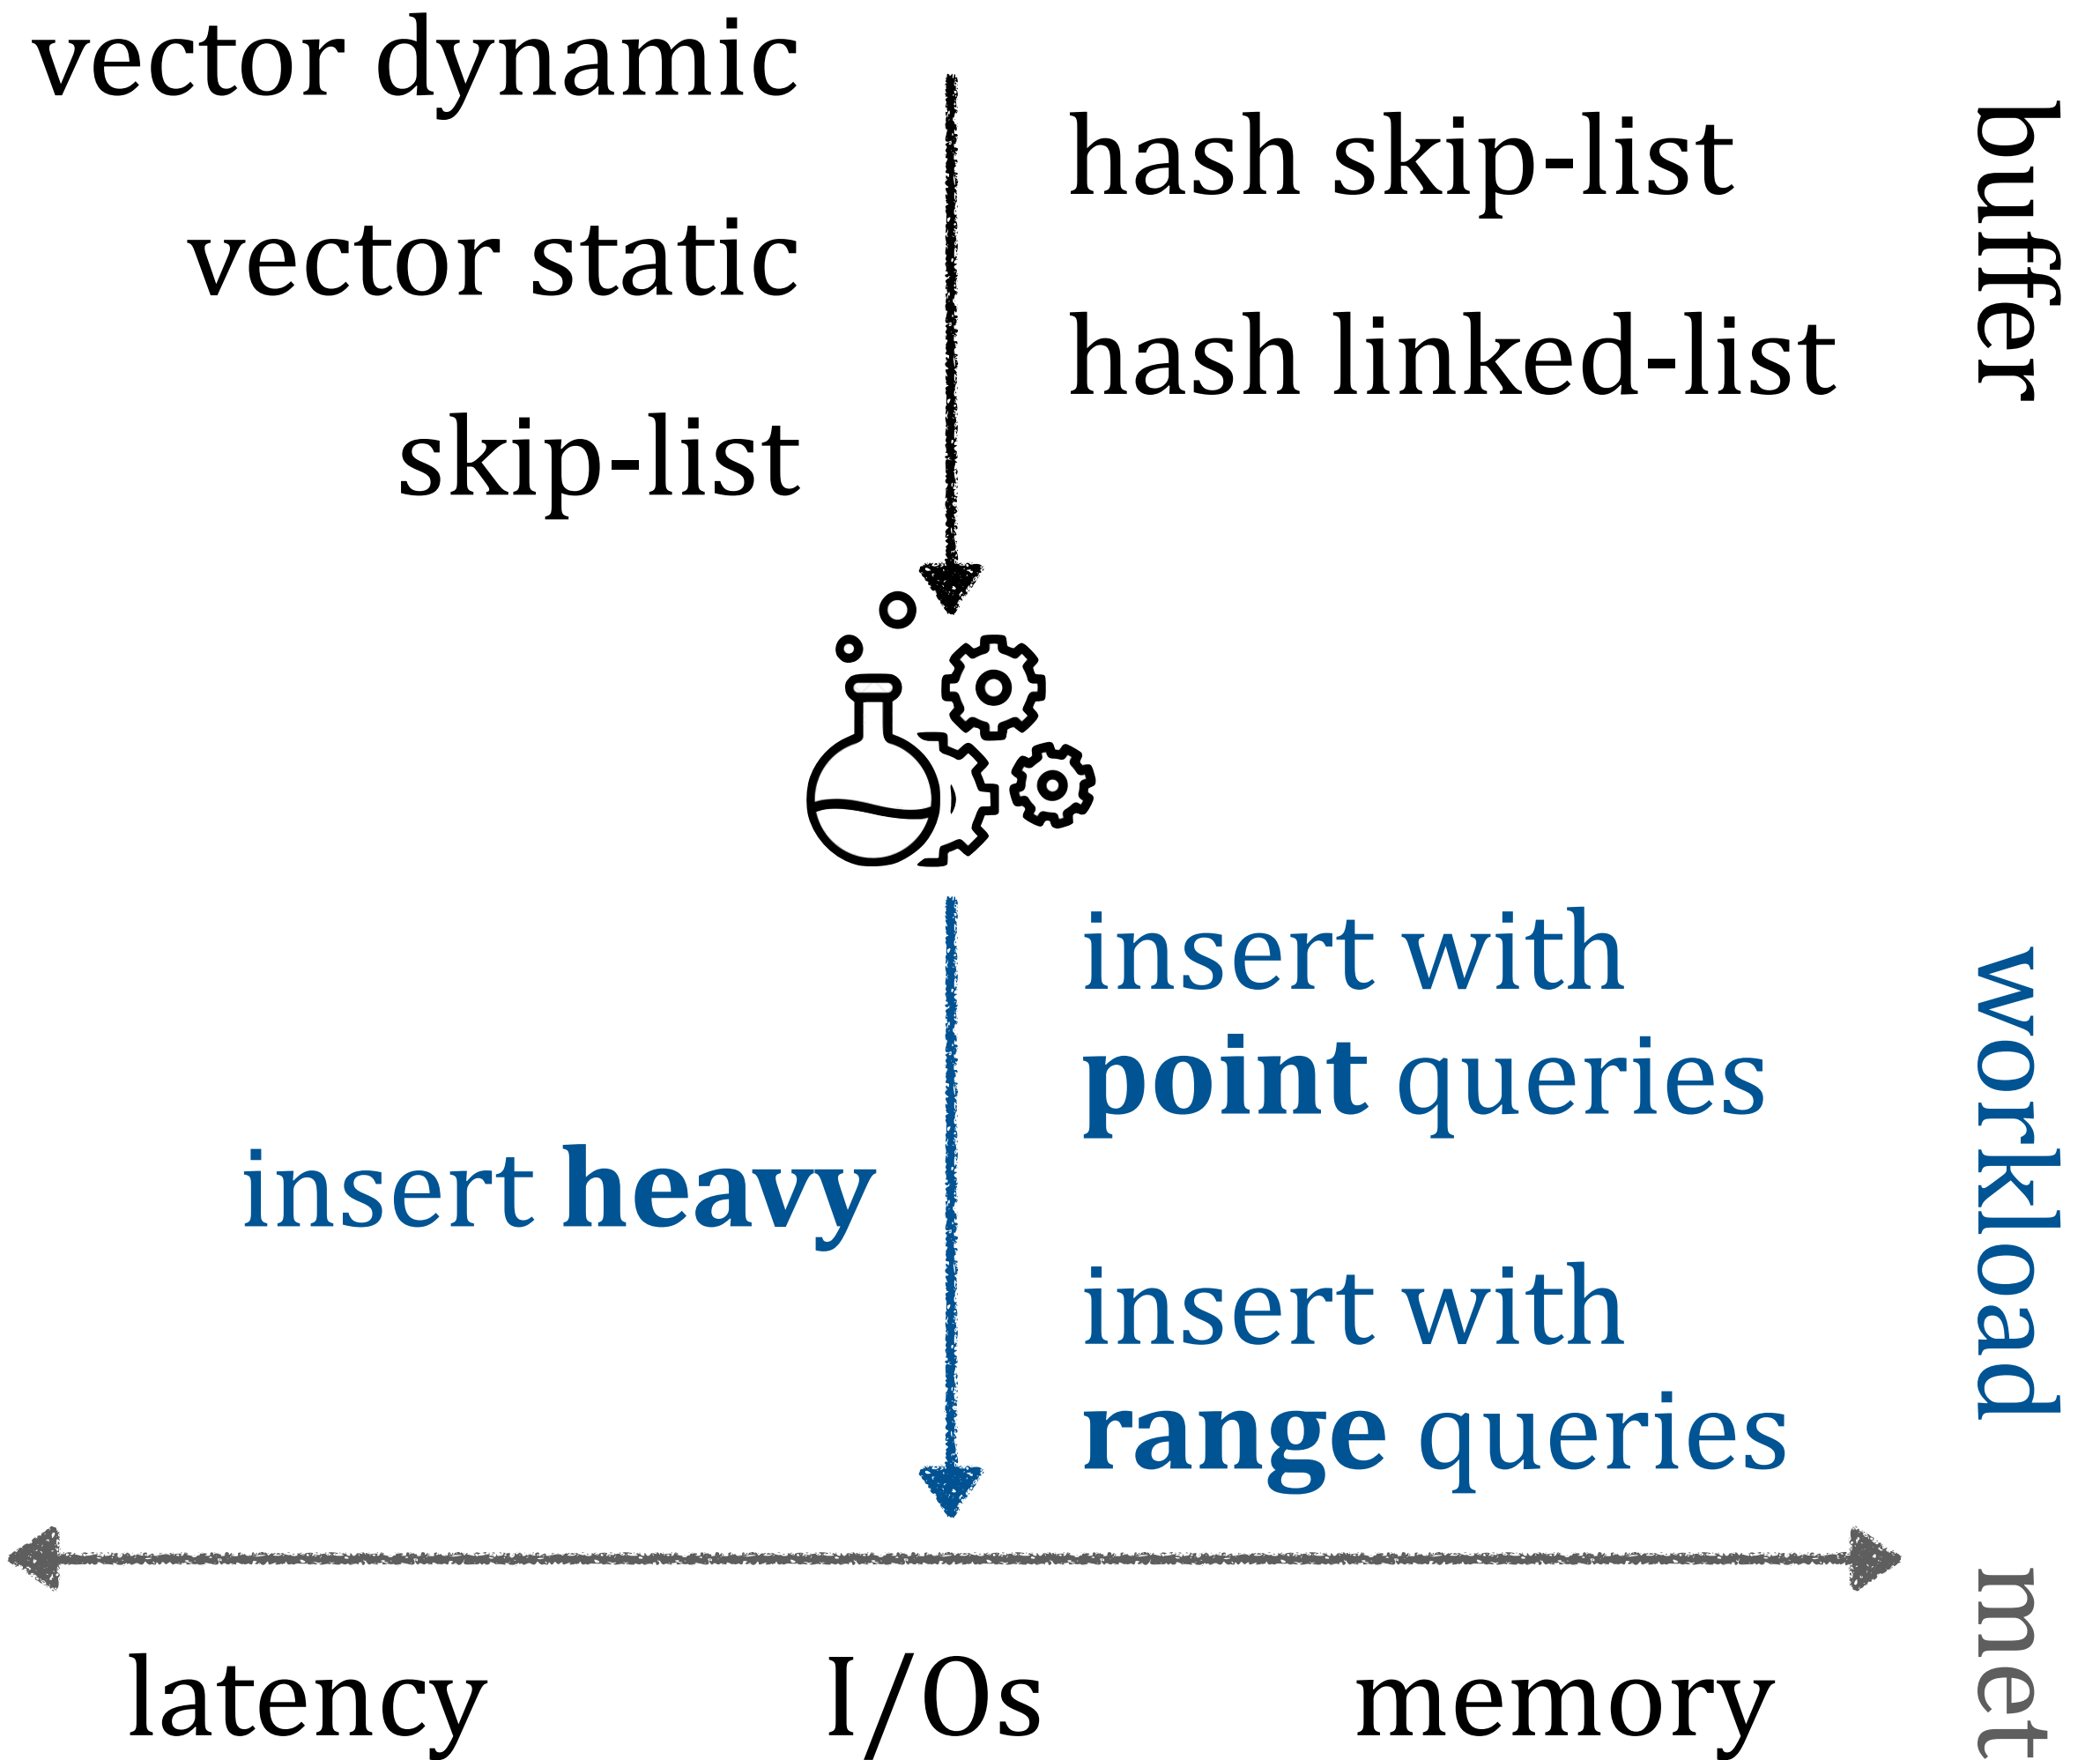 vector dynamic
vector static
skip-list
hash skip-list
hash linked-list
buffer
insert heavy
insert with
point queries
insert with
range queries
workload
latency
I/Os
memory
met